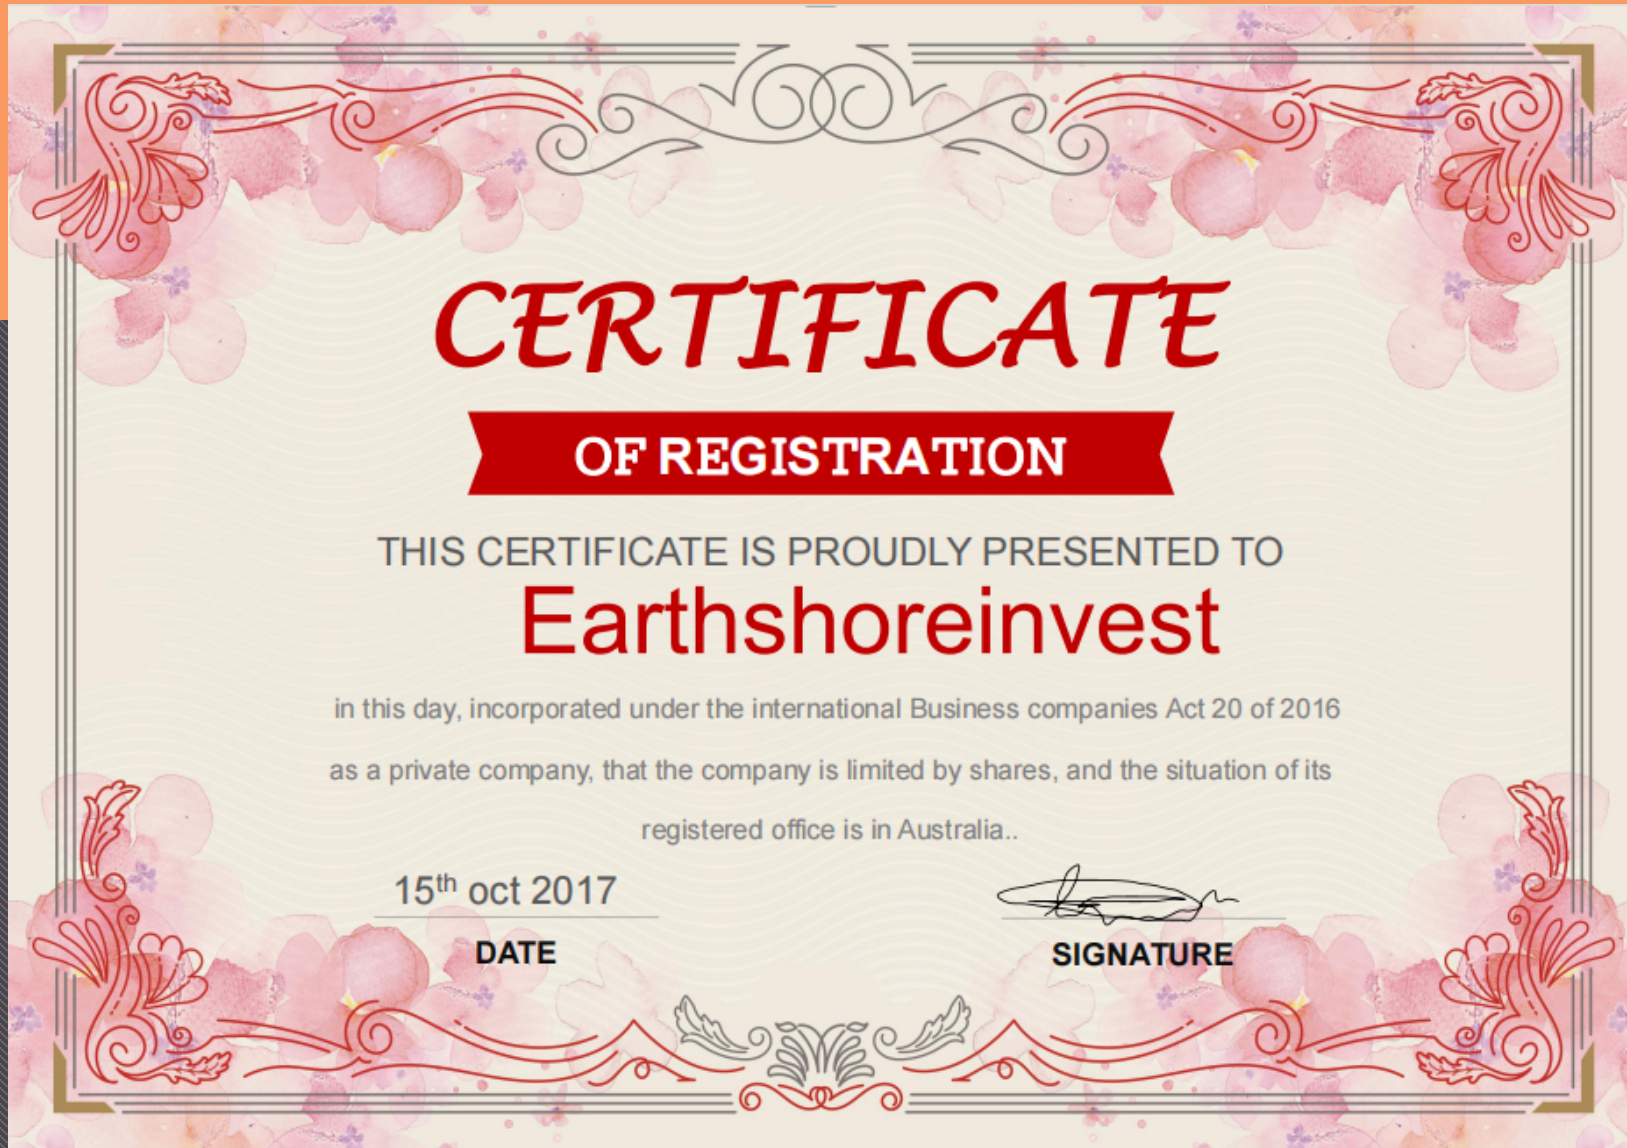 CERTIFICATE
OF REGISTRATION
THIS CERTIFICATE IS PROUDLY PRESENTED TO
Earthshoreinvest
in this day, incorporated under the international Business companies Act 20 of 2016
as a private company, that the company is limited by shares, and the situation of its
registered office is in Australia..
15th oct 2017
DATE
SIGNATURE